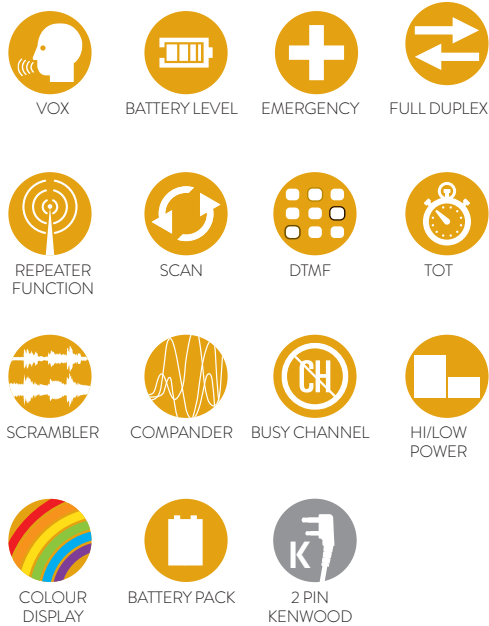 VOX
BATTERY LEVEL
EMERGENCY
FULL DUPLEX
REPEATER
FUNCTION
SCAN
DTMF
TOT
SCRAMBLER
COMPANDER
CH
BUSY CHANNEL
HI/LOW
POWER
COLOUR
DISPLAY
BATTERY PACK
K
2 PIN
KENWOOD